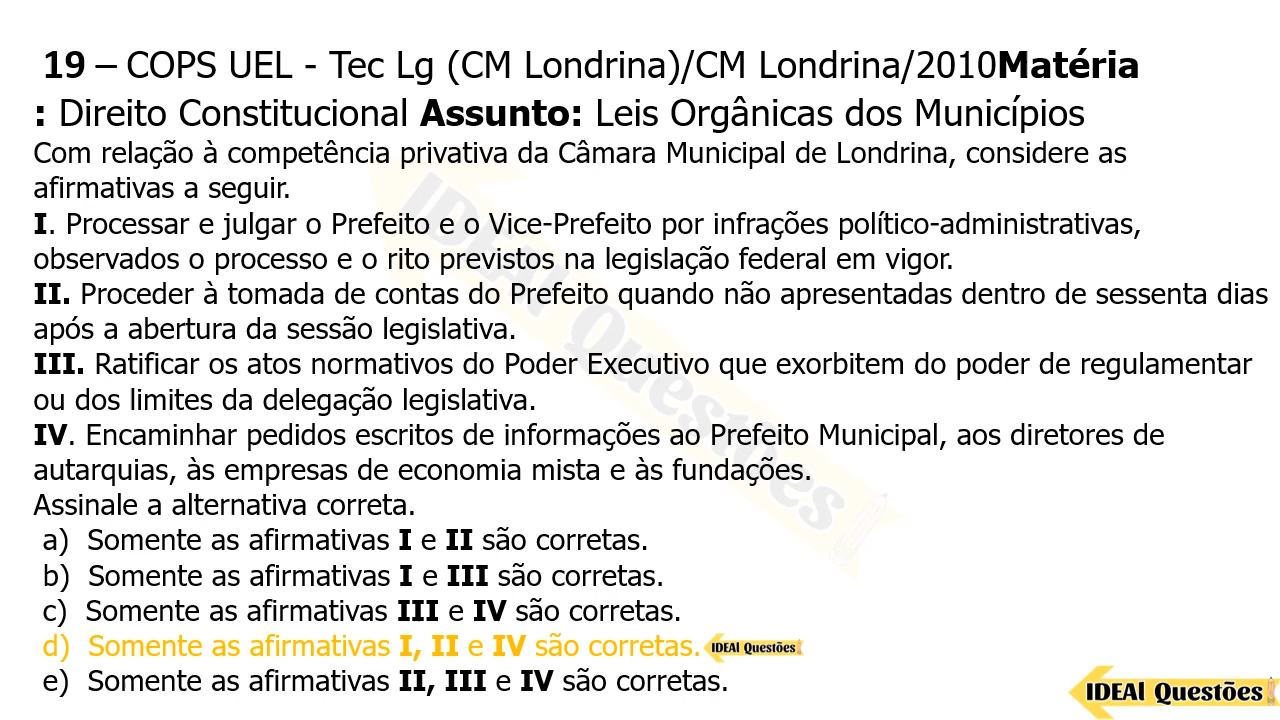 19 – COPS UEL - Tec Lg (CM Londrina)/CM Londrina/2010Matéria
: Direito Constitucional Assunto: Leis Orgânicas dos Municípios
Com relação à competência privativa da Câmara Municipal de Londrina, considere as
afirmativas a seguir.
I. Processar e julgar o Prefeito e o Vice-Prefeito por infrações político-administrativas,
observados o processo e o rito previstos na legislação federal em vigor.
II. Proceder à tomada de contas do Prefeito quando não apresentadas dentro de sessenta dias
após a abertura da sessão legislativa.
III. Ratificar os atos normativos do Poder Executivo que exorbitem do poder de regulamentar
ou dos limites da delegação legislativa.
IV. Encaminhar pedidos escritos de informações ao Prefeito Municipal, aos diretores de
autarquias, às empresas de economia mista e às fundações.
Assinale a alternativa correta.
a) Somente as afirmativas I e II são corretas.
b) Somente as afirmativas I e III são corretas.
c) Somente as afirmativas III e IV são corretas.
d) Somente as afirmativas I, II e IV são corretas. IDEAl Questões
e) Somente as afirmativas II, III e IV são corretas.
IDEAl Questões
IDEAl Questões